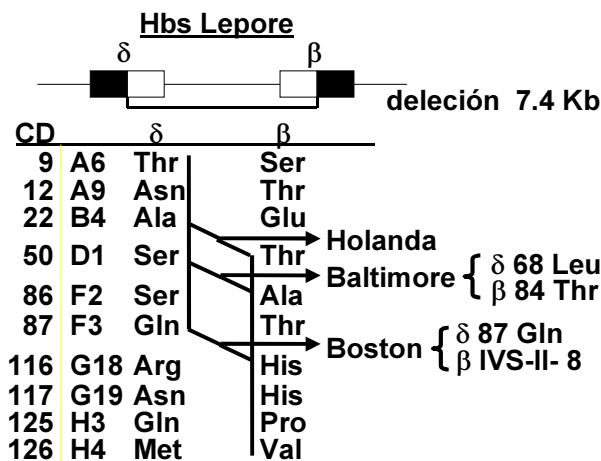 Hbs Lepore
δ β
deleción 7.4 Kb
CD δ β
9 A6 Thr Ser
12 A9 Asn Thr
22 B4 Ala Glu
Holanda
50 D1 Ser Thr
Baltimore { δ 68 Leu
β 84 Thr
86 F2 Ser Ala
87 F3 Gln Thr
Boston { δ 87 Gln
β IVS-II- 8
116 G18 Arg His
117 G19 Asn His
125 H3 Gln Pro
126 H4 Met Val